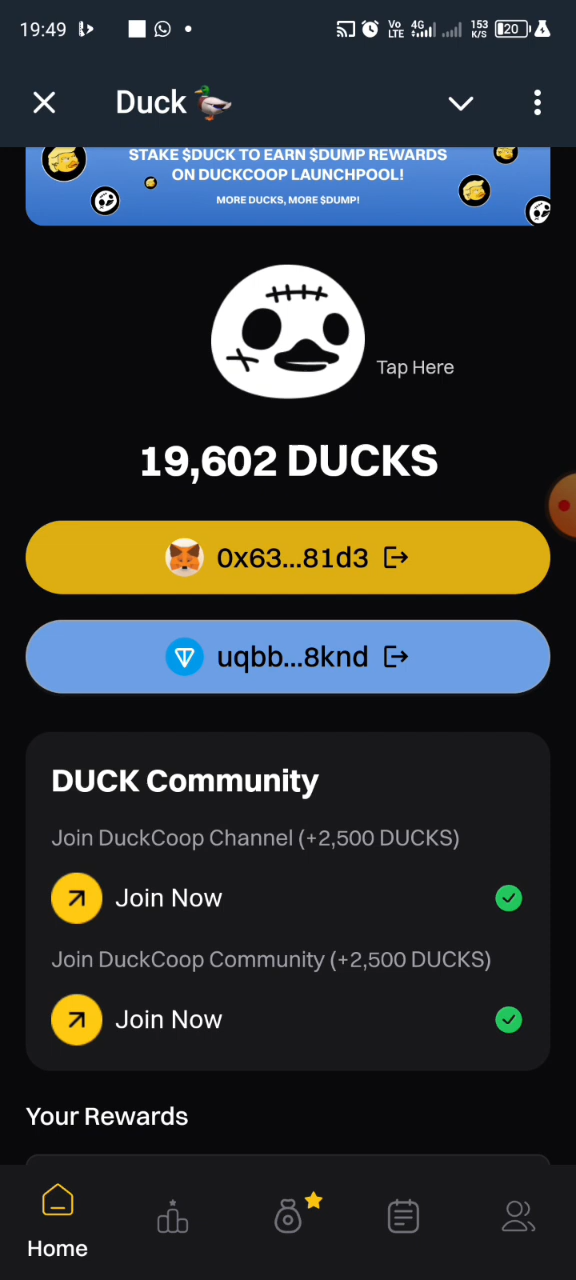 19:49
Vo LTE 4G 153 K/S 20
Duck
STAKE $DUCK TO EARN $DUMP REWARDS
ON DUCKCOOP LAUNCHPOOL!
MORE DUCKS, MORE $DUMP!
Tap Here
19,602 DUCKS
0x63...81d3
uqbb...8knd
DUCK Community
Join DuckCoop Channel (+2,500 DUCKS)
Join Now
Join DuckCoop Community (+2,500 DUCKS)
Join Now
Your Rewards
Home